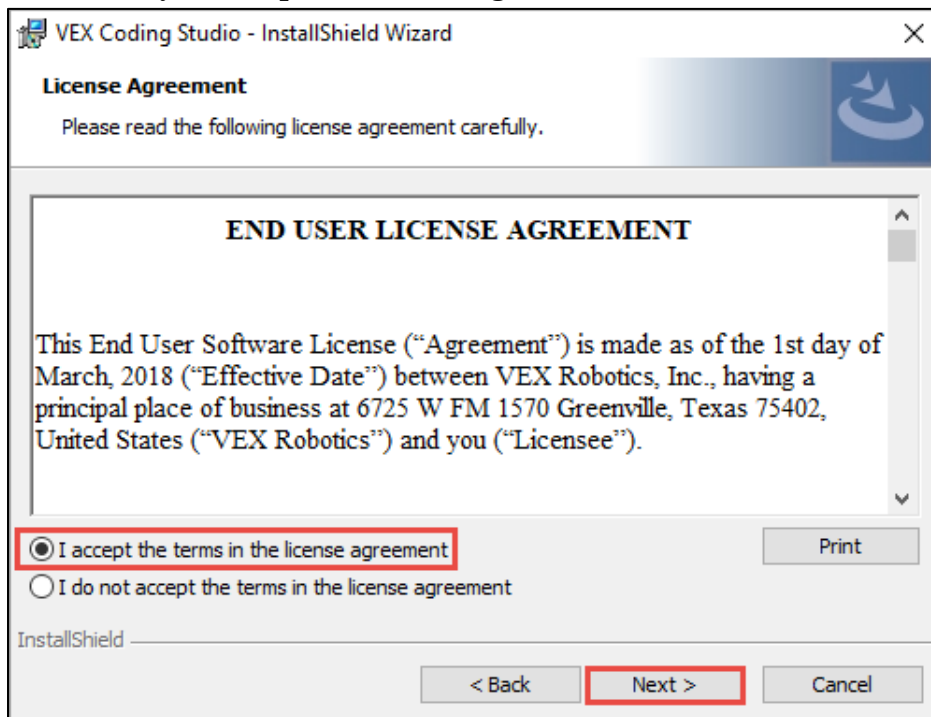 VEX Coding Studio - InstallShield Wizard
License Agreement
Please read the following license agreement carefully.
END USER LICENSE AGREEMENT
This End User Software License (“Agreement”) is made as of the 1st day of
March, 2018 (“Effective Date”) between VEX Robotics, Inc., having a
principal place of business at 6725 W FM 1570 Greenville, Texas 75402,
United States (“VEX Robotics”) and you (“Licensee”).
I accept the terms in the license agreement
Print
I do not accept the terms in the license agreement
InstallShield
< Back
Next >
Cancel